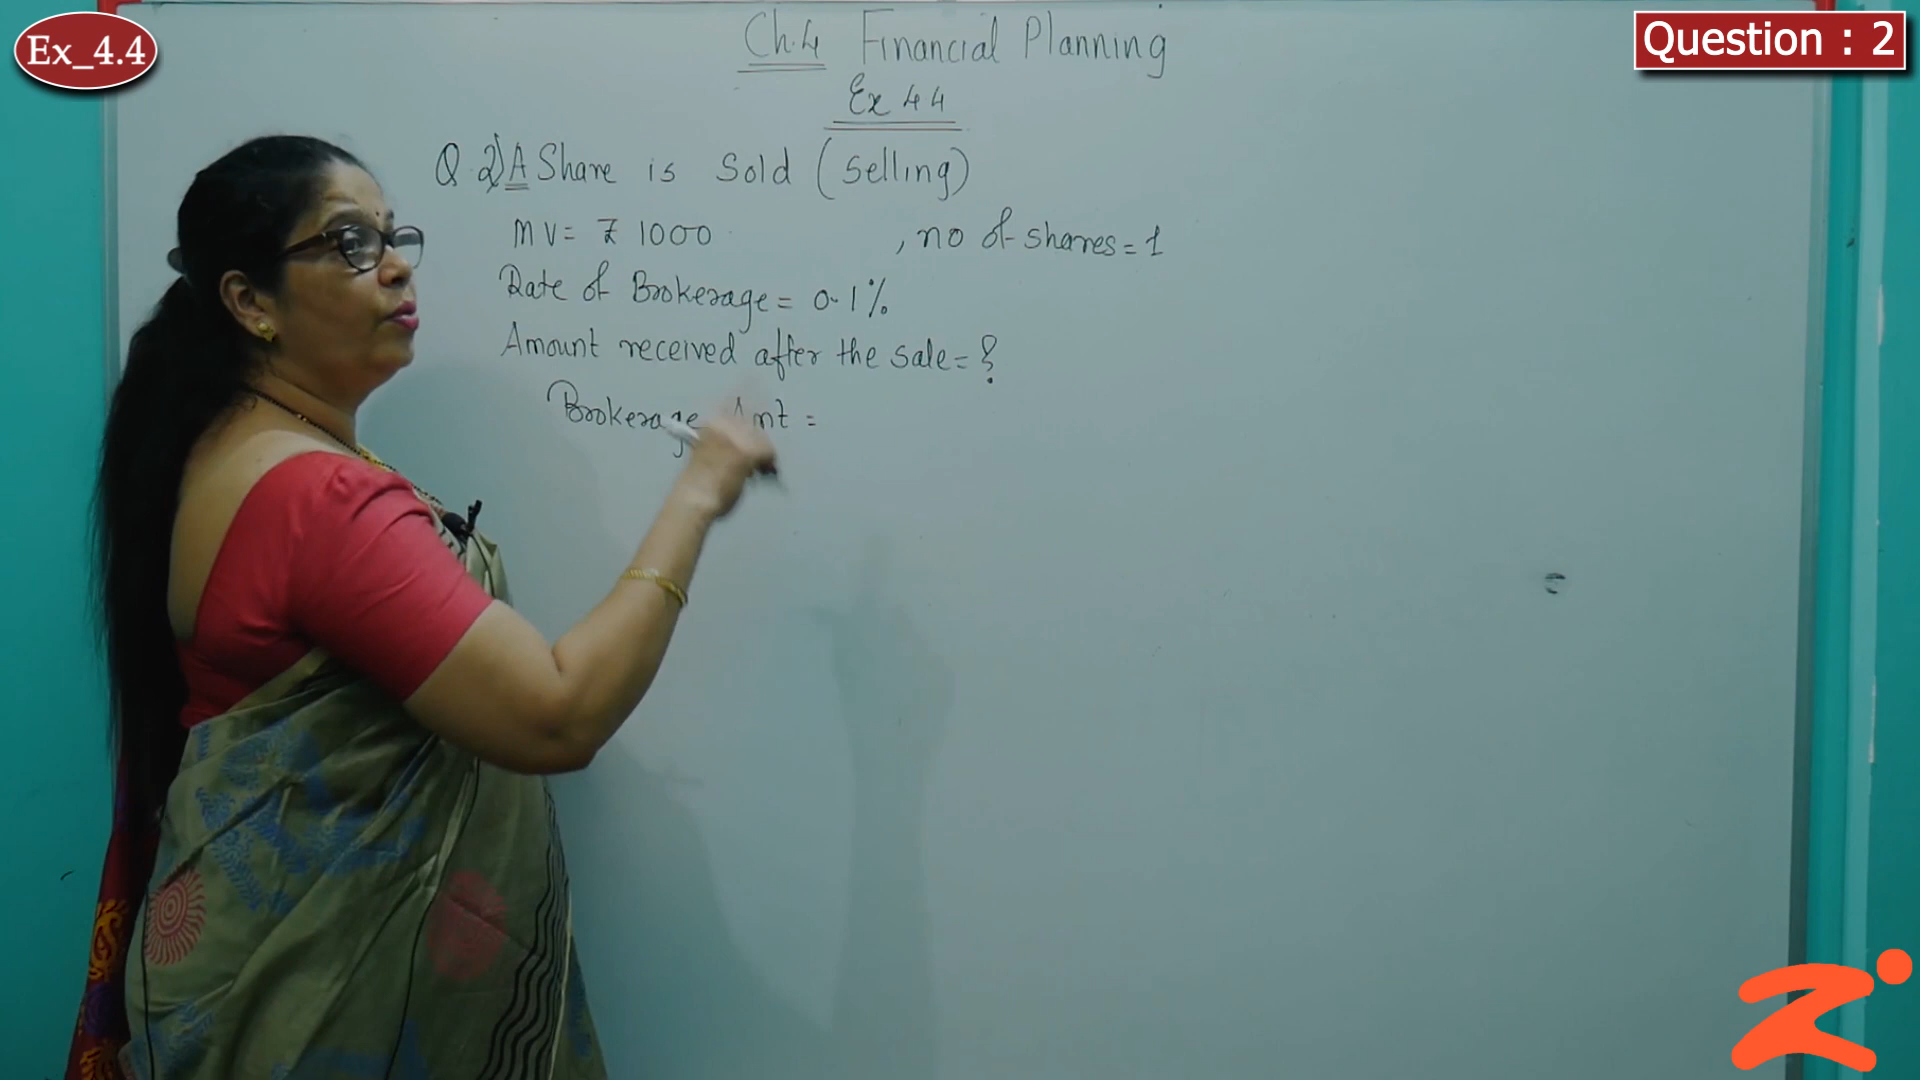 Ex_4.4
Question : 2
Ch.4 Financial Planning
Ex 4.4
Q.2) A Share is Sold (Selling)
MV = ₹ 1000 , no of shares = 1
Rate of Brokerage = 0.1%
Amount received after the sale = ?
Brokerage Amt =